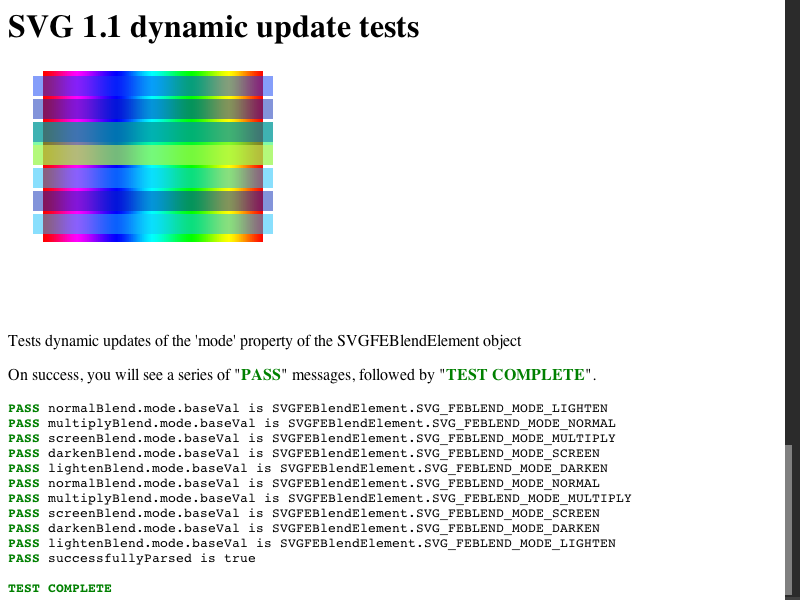 SVG 1.1 dynamic update tests
Tests dynamic updates of the 'mode' property of the SVGFEBlendElement object
On success, you will see a series of "PASS" messages, followed by "TEST COMPLETE".
PASS normalBlend.mode.baseVal is SVGFEBlendElement.SVG_FEBLEND_MODE_LIGHTEN
PASS multiplyBlend.mode.baseVal is SVGFEBlendElement.SVG_FEBLEND_MODE_NORMAL
PASS screenBlend.mode.baseVal is SVGFEBlendElement.SVG_FEBLEND_MODE_MULTIPLY
PASS darkenBlend.mode.baseVal is SVGFEBlendElement.SVG_FEBLEND_MODE_SCREEN
PASS lightenBlend.mode.baseVal is SVGFEBlendElement.SVG_FEBLEND_MODE_DARKEN
PASS normalBlend.mode.baseVal is SVGFEBlendElement.SVG_FEBLEND_MODE_NORMAL
PASS multiplyBlend.mode.baseVal is SVGFEBlendElement.SVG_FEBLEND_MODE_MULTIPLY
PASS screenBlend.mode.baseVal is SVGFEBlendElement.SVG_FEBLEND_MODE_SCREEN
PASS darkenBlend.mode.baseVal is SVGFEBlendElement.SVG_FEBLEND_MODE_DARKEN
PASS lightenBlend.mode.baseVal is SVGFEBlendElement.SVG_FEBLEND_MODE_LIGHTEN
PASS successfullyParsed is true
TEST COMPLETE